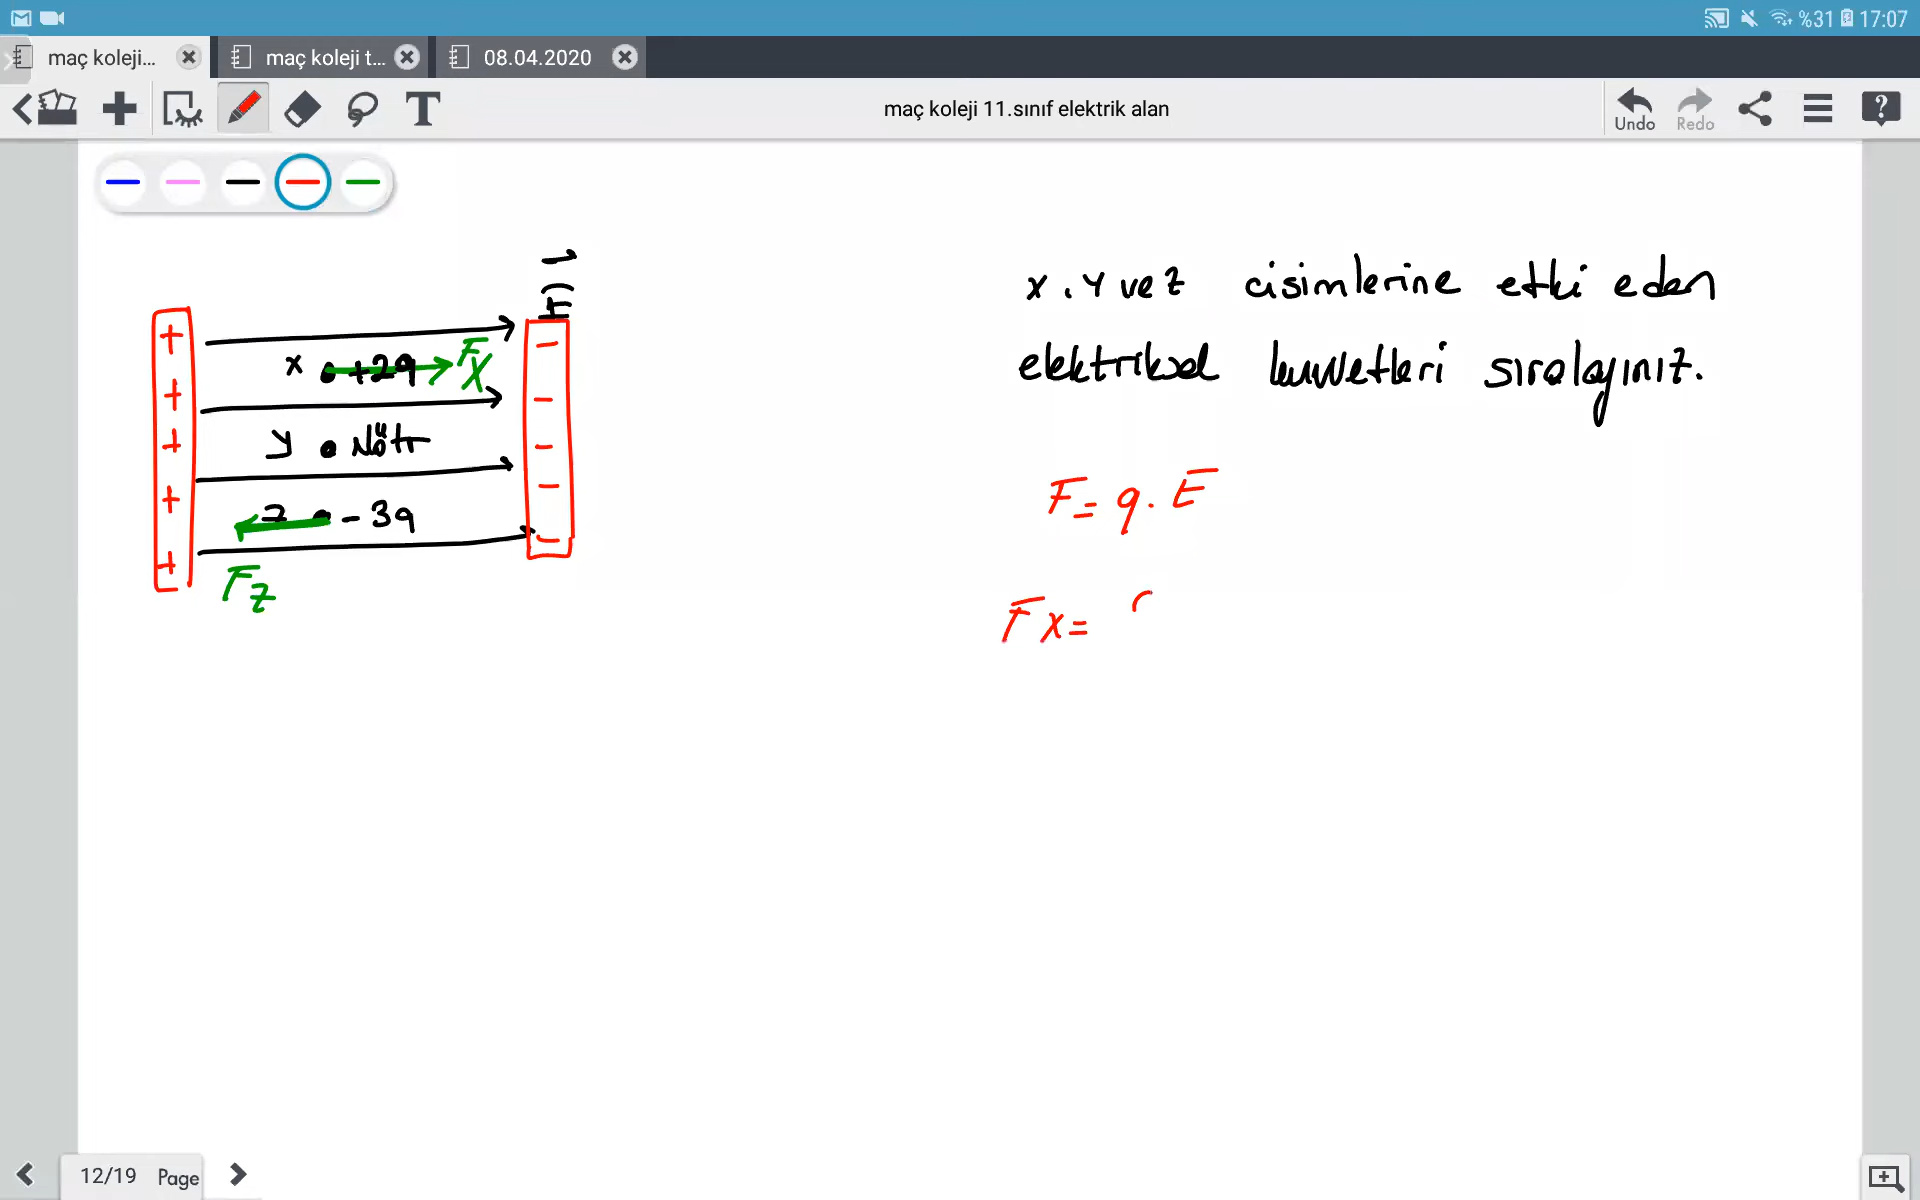 %31 17:07
maç koleji...
maç koleji t...
08.04.2020
T
maç koleji 11.sınıf elektrik alan
Undo
Redo
?
E
+ -
x +2q Fx
+ -
y Nötr
+ -
+ -
z -3q
+ -
Fz
x, y ve z cisimlerine etki eden
elektriksel kuvvetleri sıralayınız.
F= q. E
Fx=
12/19 Page